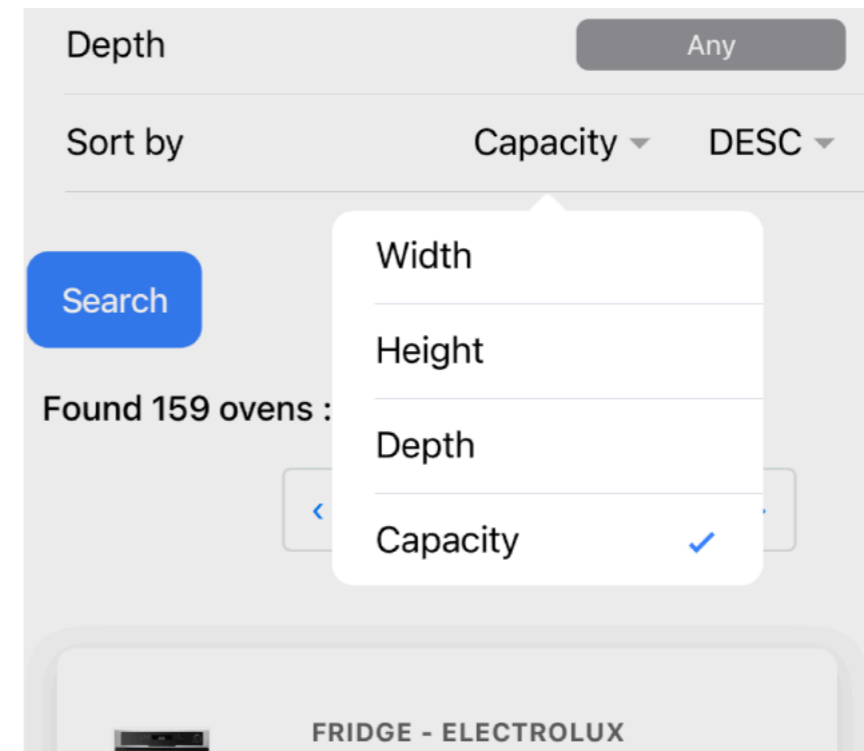 Depth Any
Sort by Capacity DESC
Width
Search
Height
Found 159 ovens :
Depth
Capacity
FRIDGE - ELECTROLUX